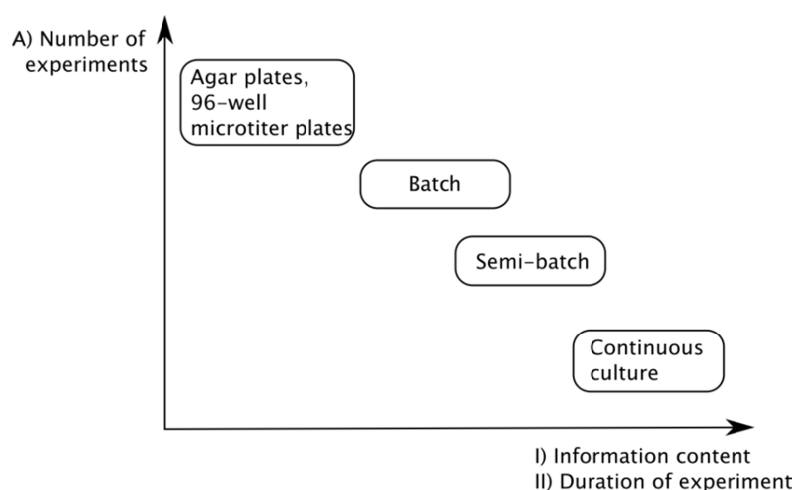 A) Number of
experiments
Agar plates,
96-well
microtiter plates
Batch
Semi-batch
Continuous
culture
I) Information content
II) Duration of experiment